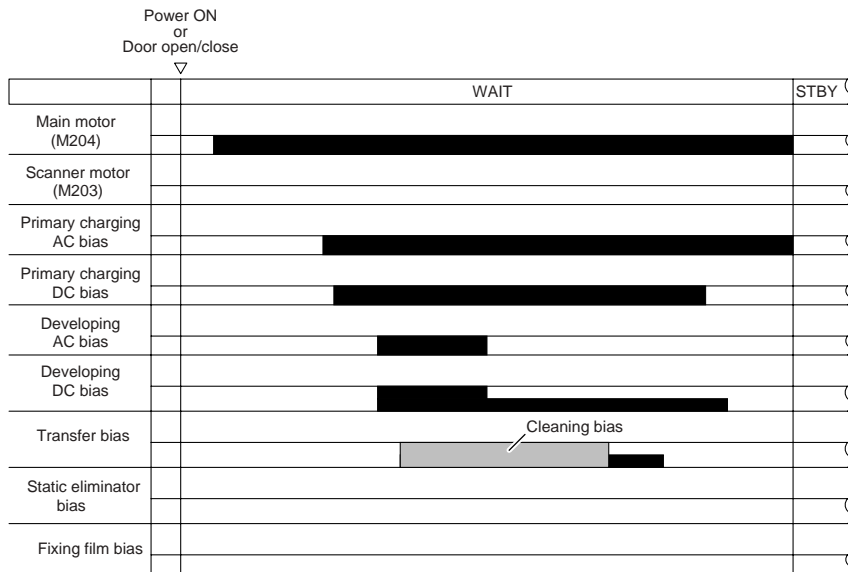 Power ON
or
Door open/close
WAIT
STBY
Main motor
(M204)
Scanner motor
(M203)
Primary charging
AC bias
Primary charging
DC bias
Developing
AC bias
Developing
DC bias
Transfer bias
Cleaning bias
Static eliminator
bias
Fixing film bias